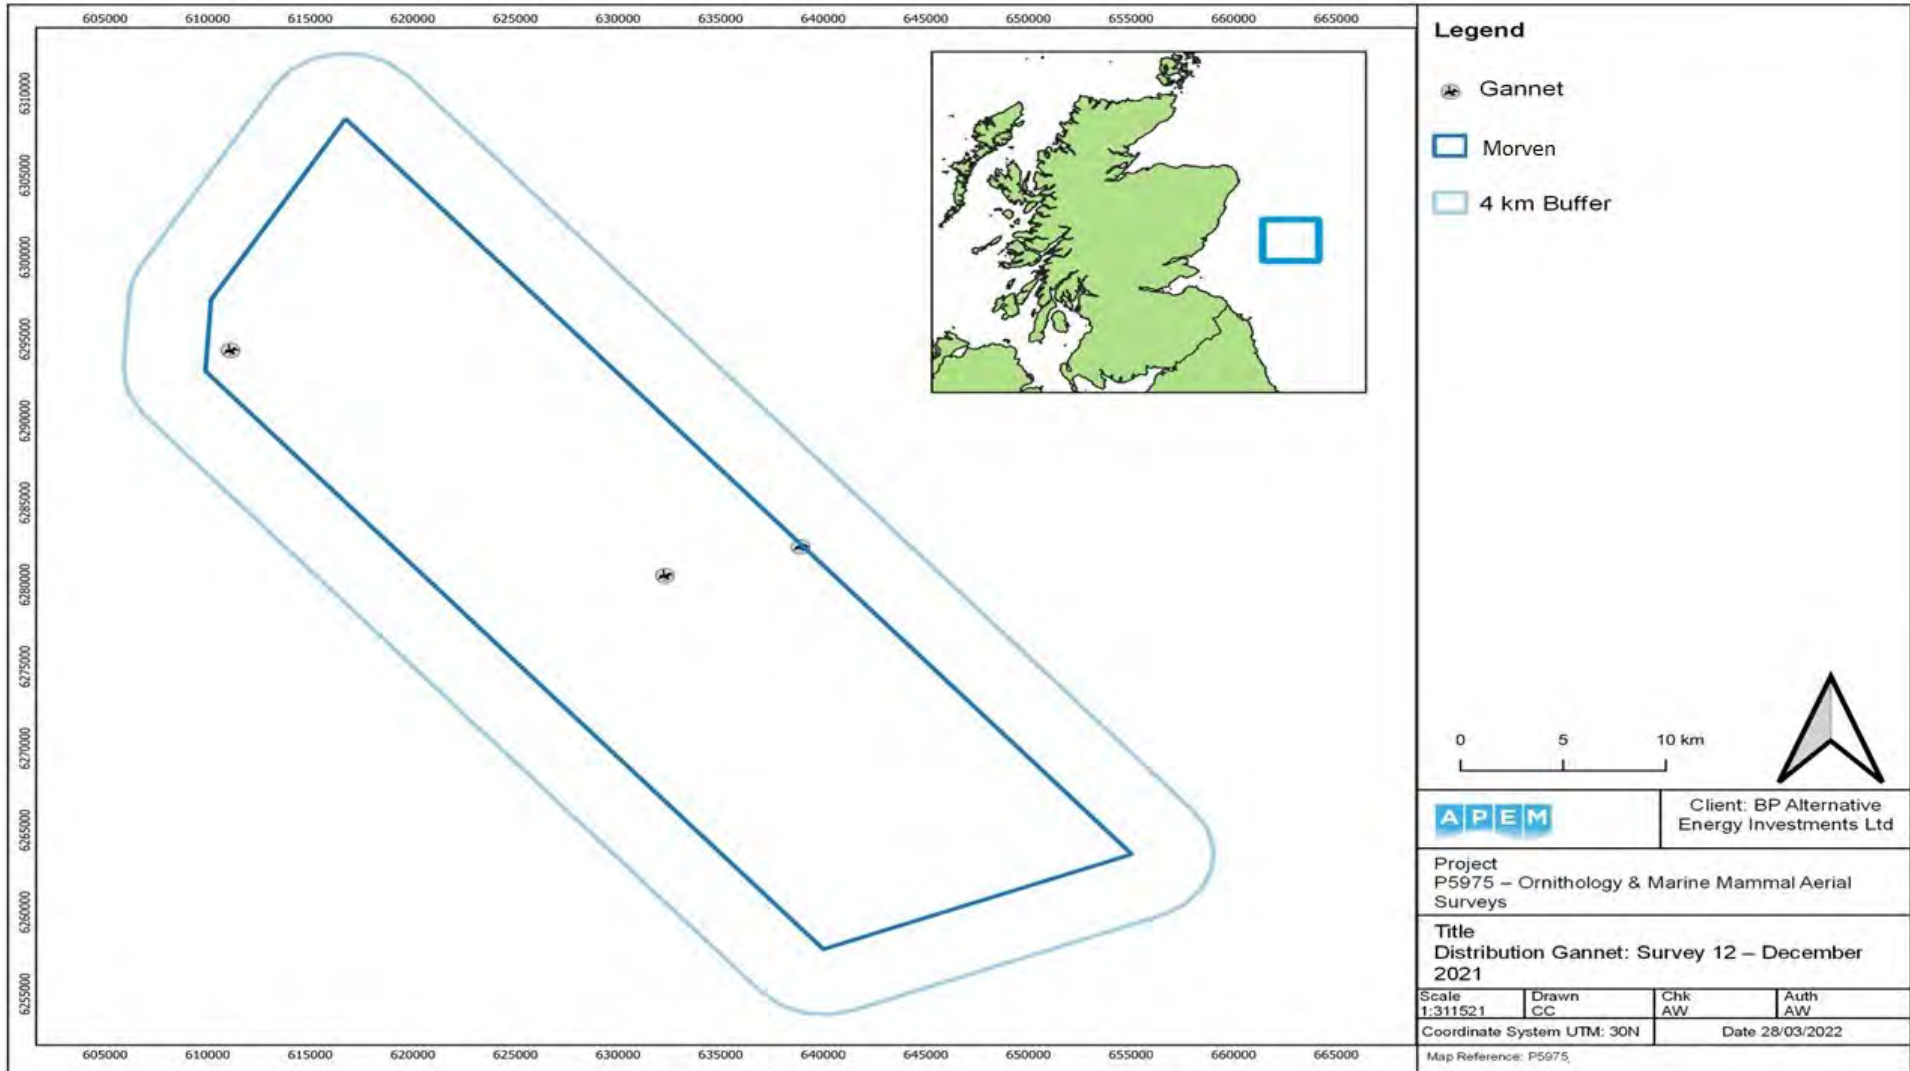 605000 610000 615000 620000 625000 630000 635000 640000 645000 650000 655000 660000 665000
6310000
6305000
6300000
6295000
6290000
6285000
6280000
6275000
6270000
6265000
6260000
6255000
605000 610000 615000 620000 625000 630000 635000 640000 645000 650000 655000 660000 665000
Legend
Gannet
Morven
4 km Buffer
0 5 10 km
APEM
Client: BP Alternative
Energy Investments Ltd
Project
P5975 – Ornithology & Marine Mammal Aerial
Surveys
Title
Distribution Gannet: Survey 12 – December
2021
Scale
1:311521
Drawn
CC
Chk
AW
Auth
AW
Coordinate System UTM: 30N
Date 28/03/2022
Map Reference: P5975